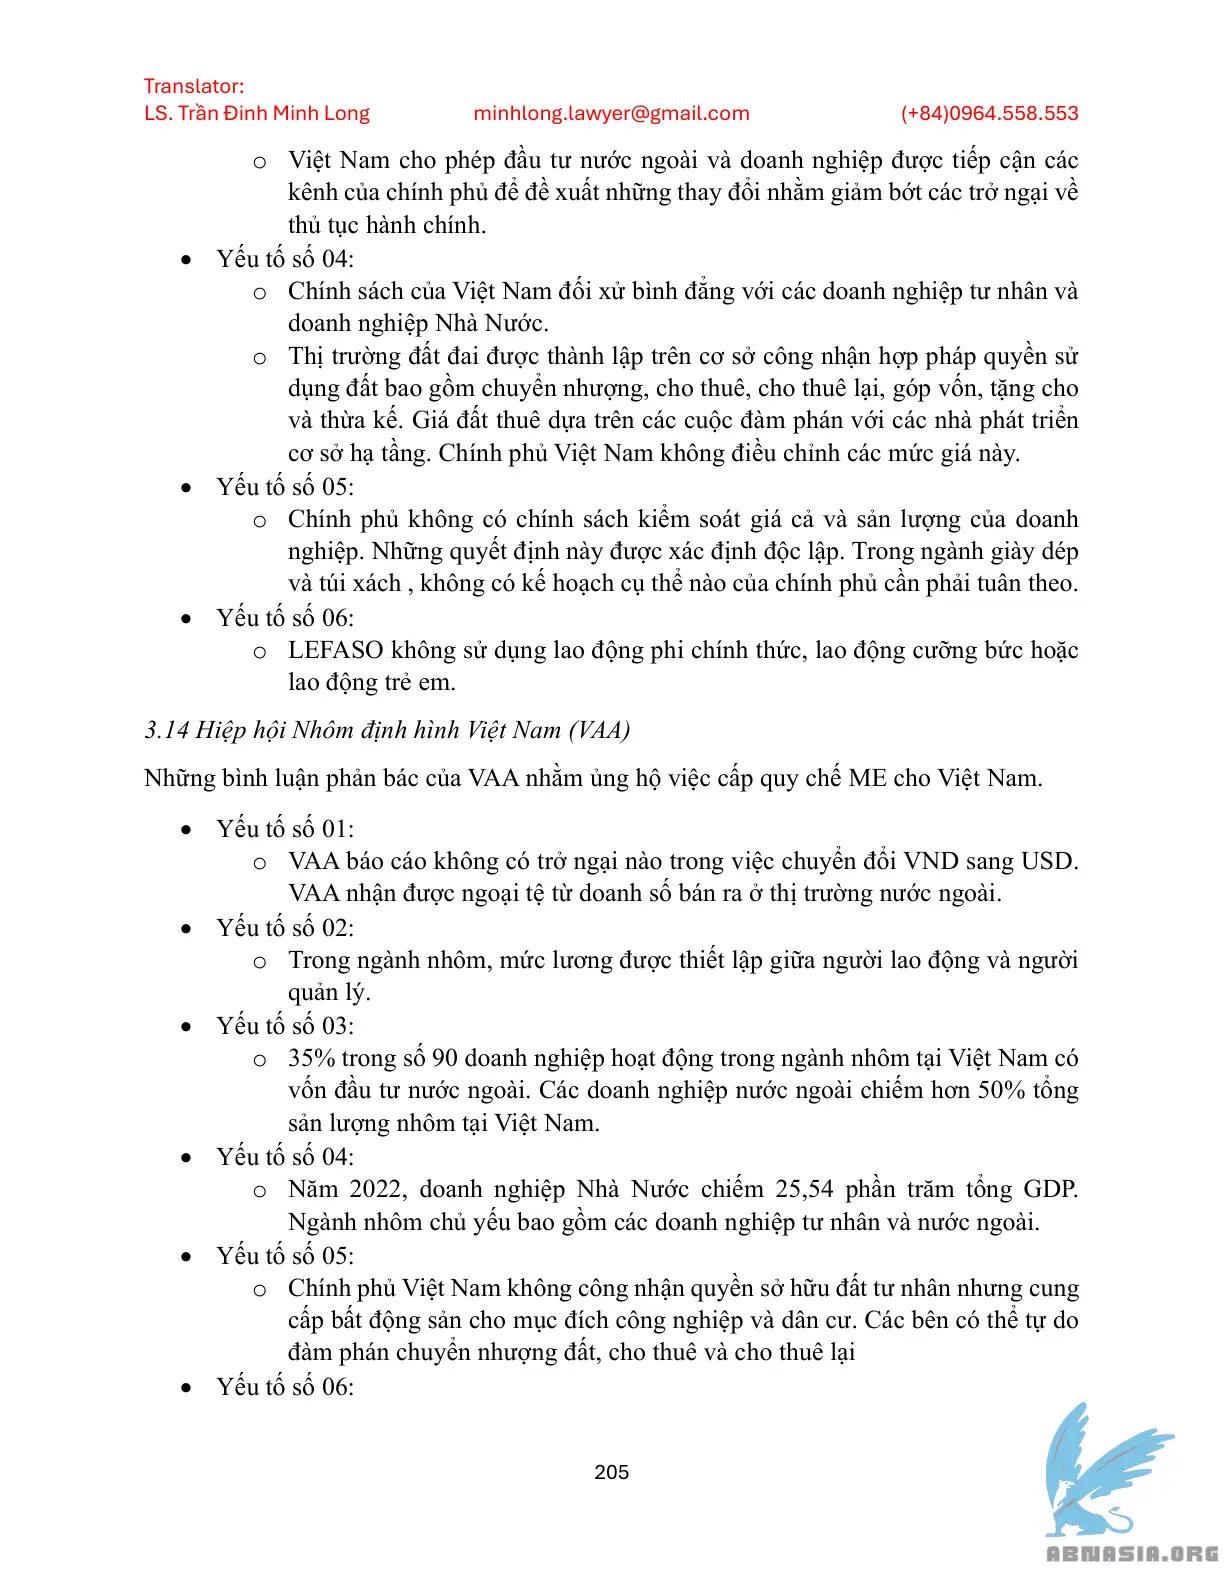 Translator:
LS. Trần Đình Minh Long minhlong.lawyer@gmail.com (+84)0964.558.553
o Việt Nam cho phép đầu tư nước ngoài và doanh nghiệp được tiếp cận các
kênh của chính phủ để đề xuất những thay đổi nhằm giảm bớt các trở ngại về
thủ tục hành chính.
• Yếu tố số 04:
o Chính sách của Việt Nam đối xử bình đẳng với các doanh nghiệp tư nhân và
doanh nghiệp Nhà Nước.
o Thị trường đất đai được thành lập trên cơ sở công nhận hợp pháp quyền sử
dụng đất bao gồm chuyển nhượng, cho thuê, cho thuê lại, góp vốn, tặng cho
và thừa kế. Giá đất thuê dựa trên các cuộc đàm phán với các nhà phát triển
cơ sở hạ tầng. Chính phủ Việt Nam không điều chỉnh các mức giá này.
• Yếu tố số 05:
o Chính phủ không có chính sách kiểm soát giá cả và sản lượng của doanh
nghiệp. Những quyết định này được xác định độc lập. Trong ngành giày dép
và túi xách , không có kế hoạch cụ thể nào của chính phủ cần phải tuân theo.
• Yếu tố số 06:
o LEFASO không sử dụng lao động phi chính thức, lao động cưỡng bức hoặc
lao động trẻ em.
3.14 Hiệp hội Nhôm định hình Việt Nam (VAA)
Những bình luận phản bác của VAA nhằm ủng hộ việc cấp quy chế ME cho Việt Nam.
• Yếu tố số 01:
o VAA báo cáo không có trở ngại nào trong việc chuyển đổi VND sang USD.
VAA nhận được ngoại tệ từ doanh số bán ra ở thị trường nước ngoài.
• Yếu tố số 02:
o Trong ngành nhôm, mức lương được thiết lập giữa người lao động và người
quản lý.
• Yếu tố số 03:
o 35% trong số 90 doanh nghiệp hoạt động trong ngành nhôm tại Việt Nam có
vốn đầu tư nước ngoài. Các doanh nghiệp nước ngoài chiếm hơn 50% tổng
sản lượng nhôm tại Việt Nam.
• Yếu tố số 04:
o Năm 2022, doanh nghiệp Nhà Nước chiếm 25,54 phần trăm tổng GDP.
Ngành nhôm chủ yếu bao gồm các doanh nghiệp tư nhân và nước ngoài.
• Yếu tố số 05:
o Chính phủ Việt Nam không công nhận quyền sở hữu đất tư nhân nhưng cung
cấp bất động sản cho mục đích công nghiệp và dân cư. Các bên có thể tự do
đàm phán chuyển nhượng đất, cho thuê và cho thuê lại
• Yếu tố số 06:
205
ABNASIA.ORG